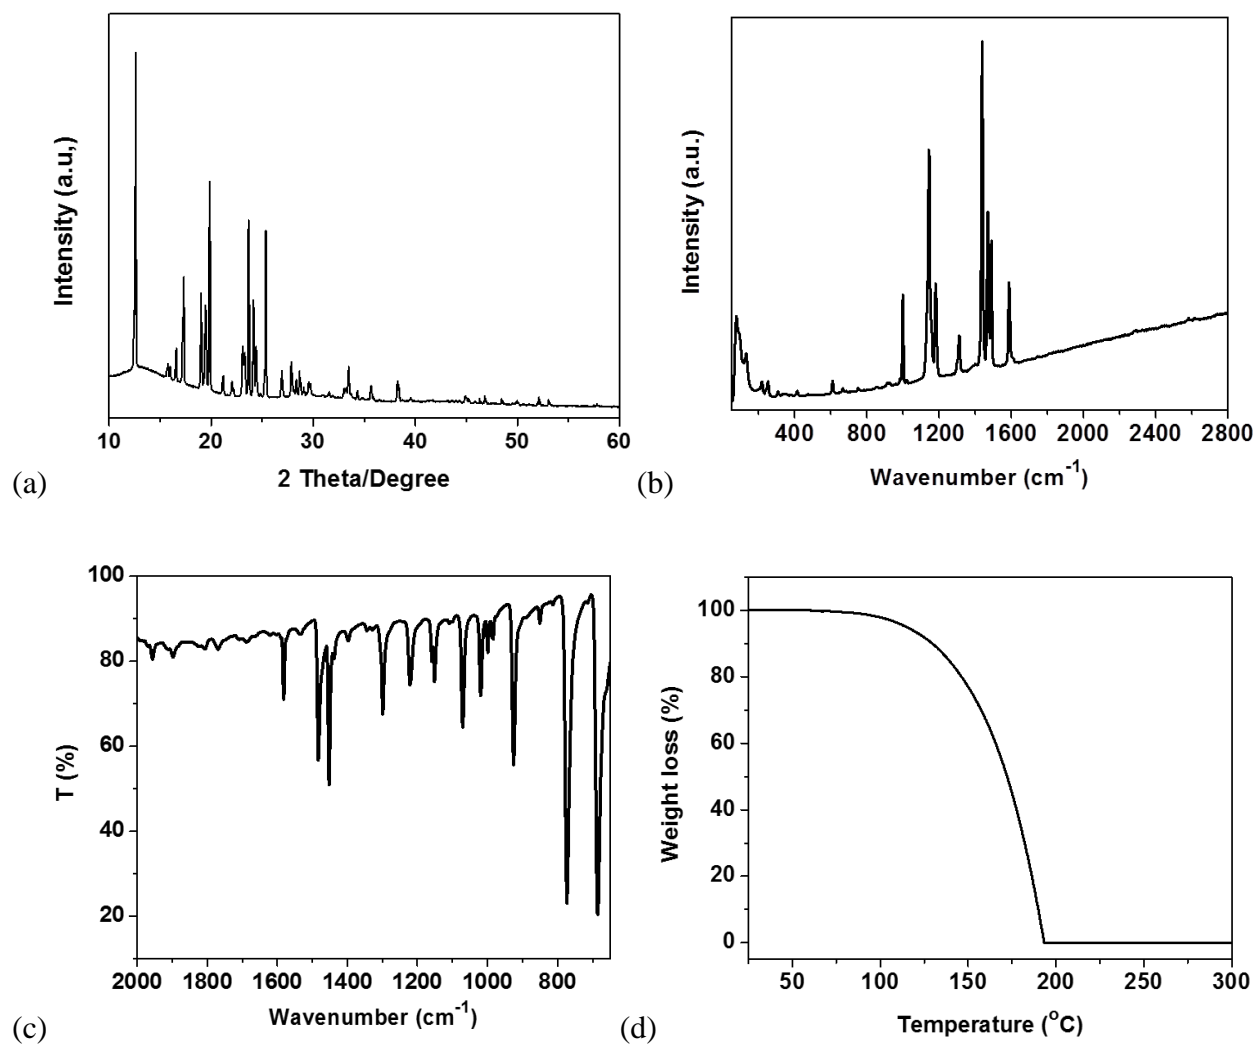 Intensity (a.u,)
10 20 30 40 50 60
2 Theta/Degree
(a)
Intensity (a.u.)
400 800 1200 1600 2000 2400 2800
Wavenumber (cm-1)
(b)
T (%)
100
80
60
40
20
2000 1800 1600 1400 1200 1000 800
Wavenumber (cm-1)
(c)
Weight loss (%)
100
80
60
40
20
0
50 100 150 200 250 300
Temperature (oC)
(d)